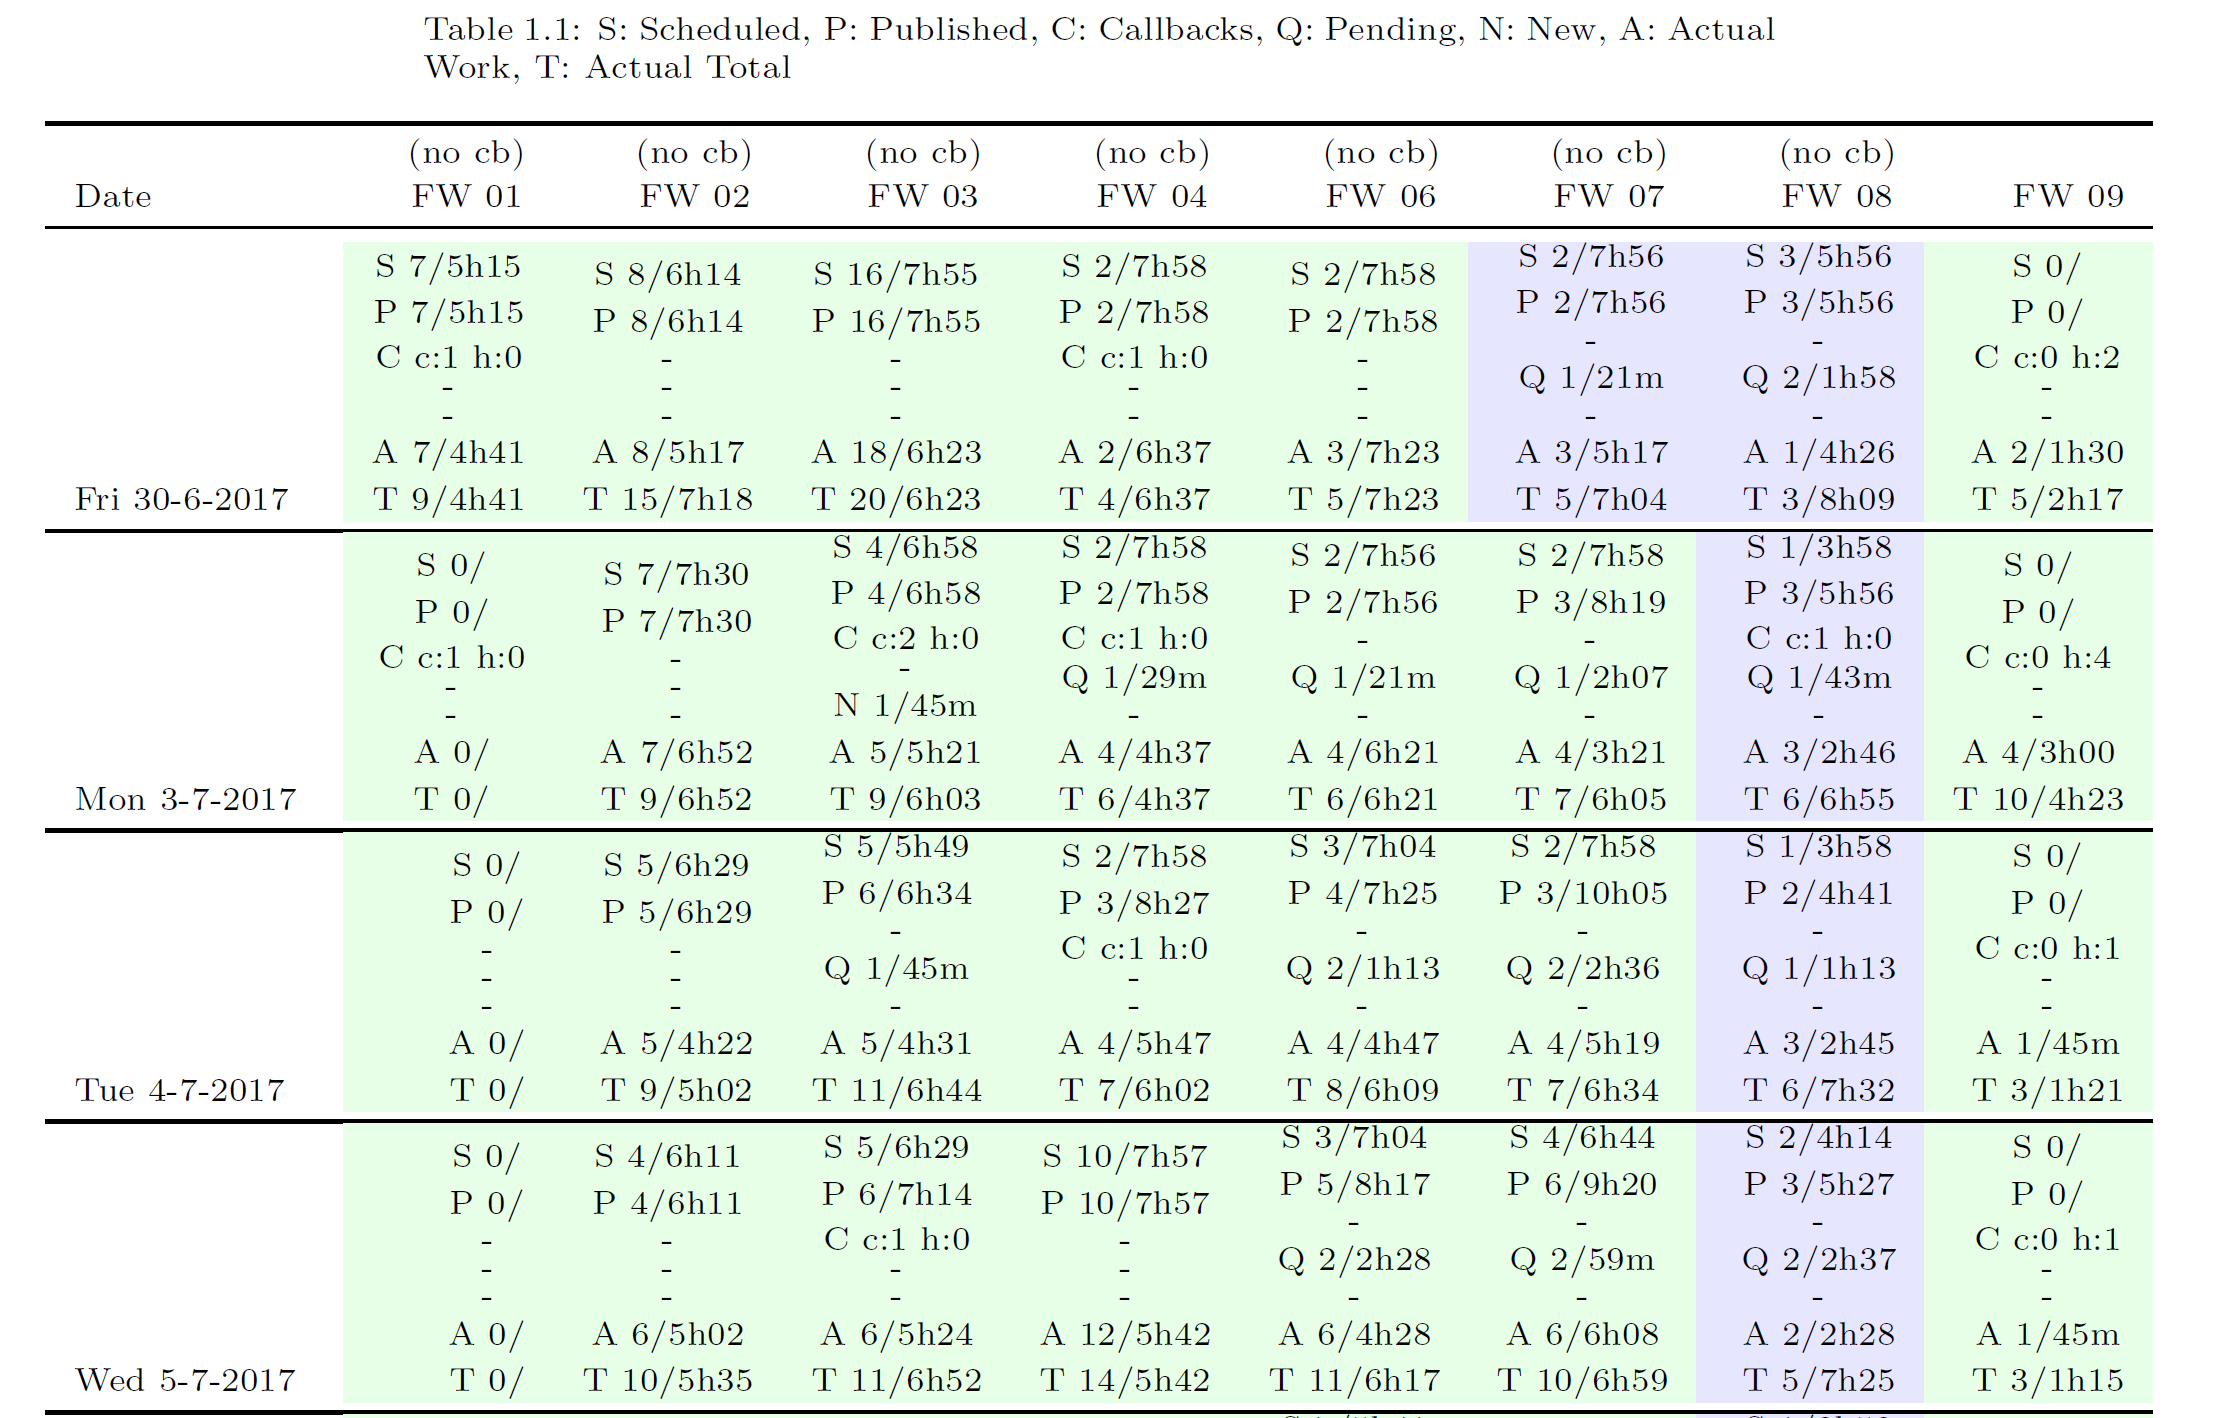 Table 1.1: S: Scheduled, P: Published, C: Callbacks, Q: Pending, N: New, A: Actual
Work, T: Actual Total
(no cb) (no cb) (no cb) (no cb) (no cb) (no cb) (no cb)
Date FW 01 FW 02 FW 03 FW 04 FW 06 FW 07 FW 08 FW 09
S 7/5h15 S 8/6h14 S 16/7h55 S 2/7h58 S 2/7h58 S 2/7h56 S 3/5h56 S 0/
P 7/5h15 P 8/6h14 P 16/7h55 P 2/7h58 P 2/7h58 P 2/7h56 P 3/5h56 P 0/
C c:1 h:0 - - C c:1 h:0 - - - C c:0 h:2
- - - - - Q 1/21m Q 2/1h58 -
- - - - - - - -
A 7/4h41 A 8/5h17 A 18/6h23 A 2/6h37 A 3/7h23 A 3/5h17 A 1/4h26 A 2/1h30
Fri 30-6-2017 T 9/4h41 T 15/7h18 T 20/6h23 T 4/6h37 T 5/7h23 T 5/7h04 T 3/8h09 T 5/2h17
S 0/ S 7/7h30 S 4/6h58 S 2/7h58 S 2/7h56 S 2/7h58 S 1/3h58 S 0/
P 0/ P 7/7h30 P 4/6h58 P 2/7h58 P 2/7h56 P 3/8h19 P 3/5h56 P 0/
C c:1 h:0 - C c:2 h:0 C c:1 h:0 - - C c:1 h:0 C c:0 h:4
- - - Q 1/29m Q 1/21m Q 1/2h07 Q 1/43m -
- - N 1/45m - - - - -
A 0/ A 7/6h52 A 5/5h21 A 4/4h37 A 4/6h21 A 4/3h21 A 3/2h46 A 4/3h00
Mon 3-7-2017 T 0/ T 9/6h52 T 9/6h03 T 6/4h37 T 6/6h21 T 7/6h05 T 6/6h55 T 10/4h23
S 0/ S 5/6h29 S 5/5h49 S 2/7h58 S 3/7h04 S 2/7h58 S 1/3h58 S 0/
P 0/ P 5/6h29 P 6/6h34 P 3/8h27 P 4/7h25 P 3/10h05 P 2/4h41 P 0/
- - - C c:1 h:0 - - - C c:0 h:1
- - Q 1/45m - Q 2/1h13 Q 2/2h36 Q 1/1h13 -
- - - - - - - -
A 0/ A 5/4h22 A 5/4h31 A 4/5h47 A 4/4h47 A 4/5h19 A 3/2h45 A 1/45m
Tue 4-7-2017 T 0/ T 9/5h02 T 11/6h44 T 7/6h02 T 8/6h09 T 7/6h34 T 6/7h32 T 3/1h21
S 0/ S 4/6h11 S 5/6h29 S 10/7h57 S 3/7h04 S 4/6h44 S 2/4h14 S 0/
P 0/ P 4/6h11 P 6/7h14 P 10/7h57 P 5/8h17 P 6/9h20 P 3/5h27 P 0/
- - C c:1 h:0 - - - - C c:0 h:1
- - - - Q 2/2h28 Q 2/59m Q 2/2h37 -
- - - - - - - -
A 0/ A 6/5h02 A 6/5h24 A 12/5h42 A 6/4h28 A 6/6h08 A 2/2h28 A 1/45m
Wed 5-7-2017 T 0/ T 10/5h35 T 11/6h52 T 14/5h42 T 11/6h17 T 10/6h59 T 5/7h25 T 3/1h15